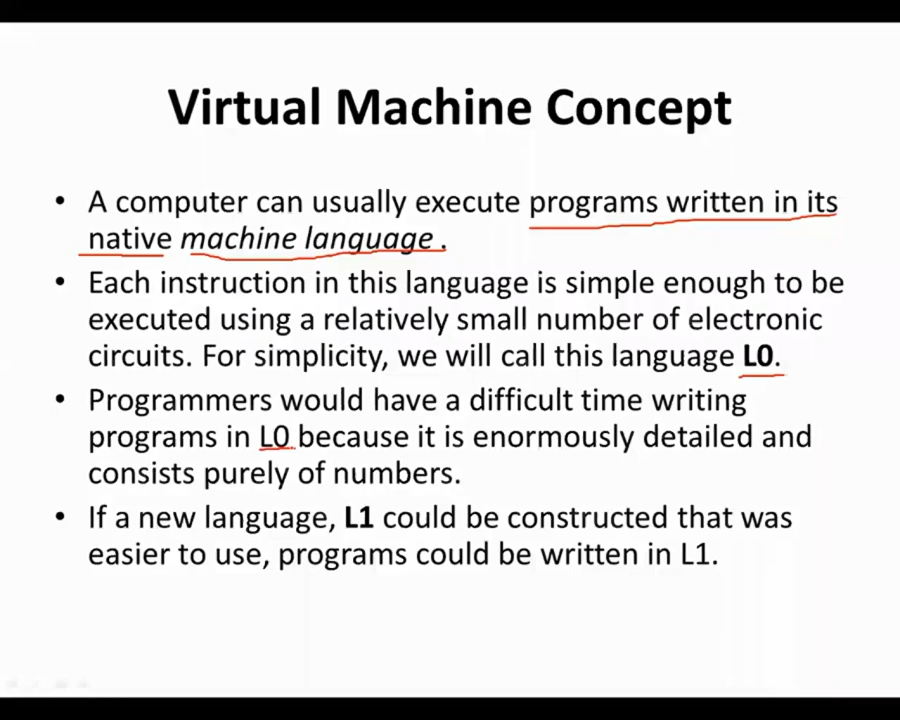 Virtual Machine Concept
• A computer can usually execute programs written in its
native machine language .
• Each instruction in this language is simple enough to be
executed using a relatively small number of electronic
circuits. For simplicity, we will call this language L0.
• Programmers would have a difficult time writing
programs in L0 because it is enormously detailed and
consists purely of numbers.
• If a new language, L1 could be constructed that was
easier to use, programs could be written in L1.